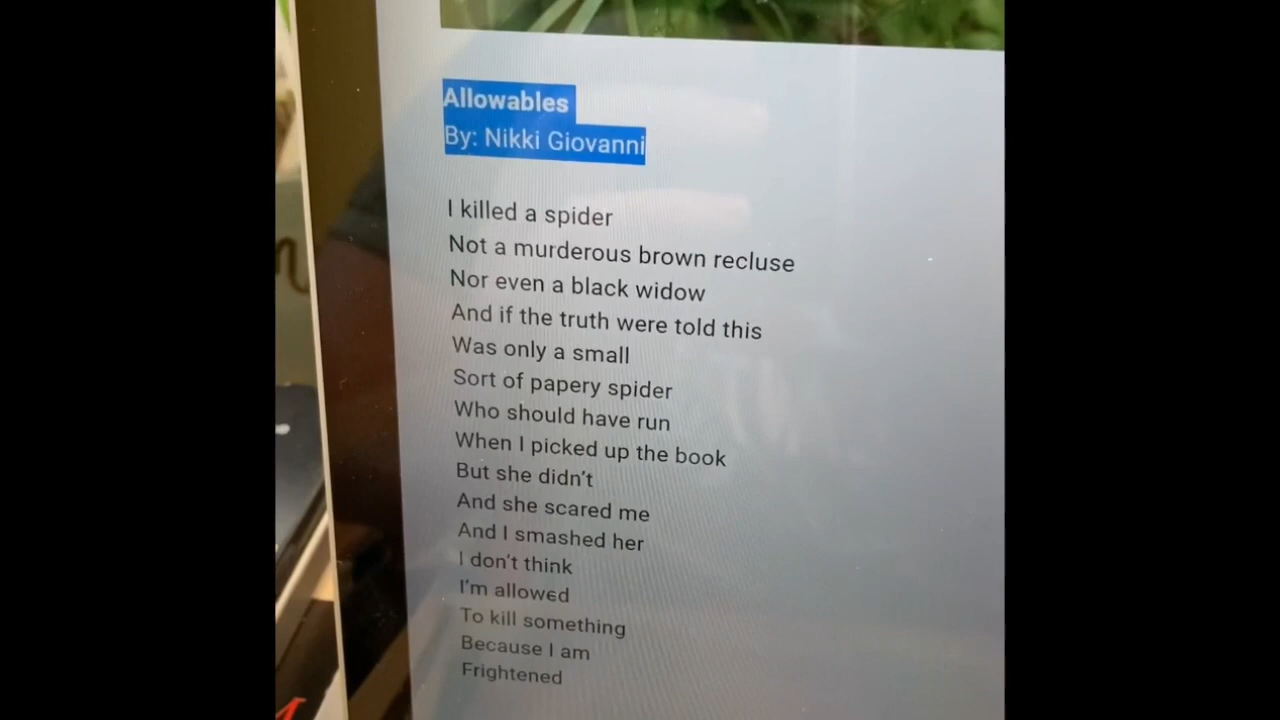 Allowables
By: Nikki Giovanni
I killed a spider
Not a murderous brown recluse
Nor even a black widow
And if the truth were told this
Was only a small
Sort of papery spider
Who should have run
When I picked up the book
But she didn't
And she scared me
And I smashed her
I don't think
I'm allowed
To kill something
Because I am
Frightened